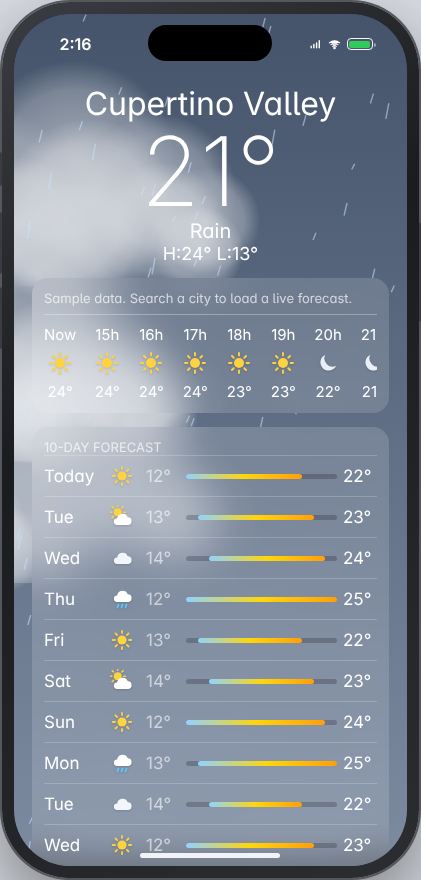 2:16
Cupertino Valley
21°
Rain
H:24° L:13°
Sample data. Search a city to load a live forecast.
Now 15h 16h 17h 18h 19h 20h 21
24° 24° 24° 24° 23° 23° 22° 21
10-DAY FORECAST
Today 12° 22°
Tue 13° 23°
Wed 14° 24°
Thu 12° 25°
Fri 13° 22°
Sat 14° 23°
Sun 12° 24°
Mon 13° 25°
Tue 14° 22°
Wed 12° 23°